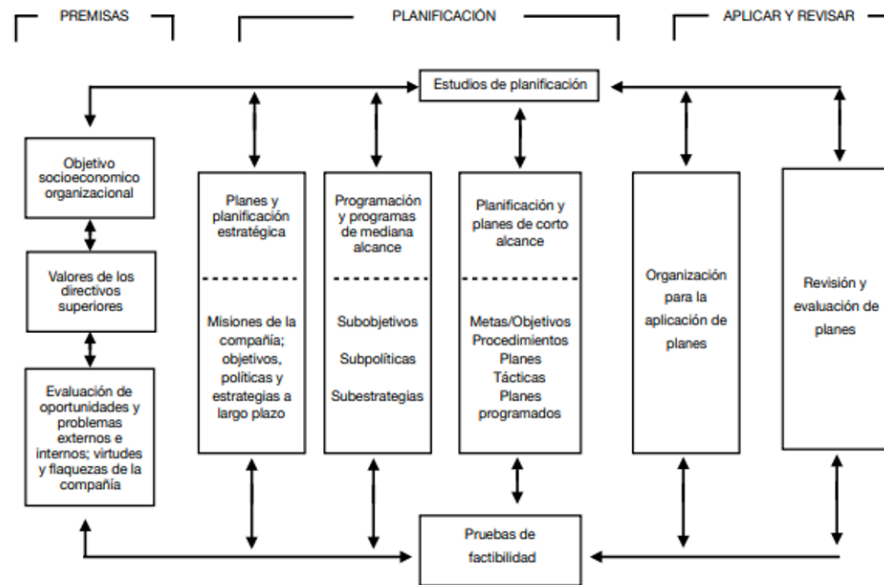 PREMISAS
PLANIFICACIÓN
APLICAR Y REVISAR
Estudios de planificación
Objetivo
socioeconomico
organizacional
Valores de los
directivos
superiores
Evaluación de
oportunidades y
problemas
externos e
internos; virtudes
y flaquezas de la
compañía
Planes y
planificación
estratégica
Misiones de la
compañía;
objetivos,
políticas y
estrategias a
largo plazo
Programación
y programas
de mediana
alcance
Subobjetivos
Subpolíticas
Subestrategias
Planificación y
planes de corto
alcance
Metas/Objetivos
Procedimientos
Planes
Tácticas
Planes
programados
Organización
para la
aplicación de
planes
Revisión y
evaluación de
planes
Pruebas de
factibilidad